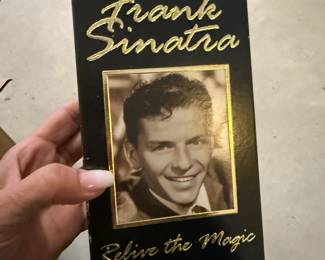 Frank
Sinatra
Relive the Magic